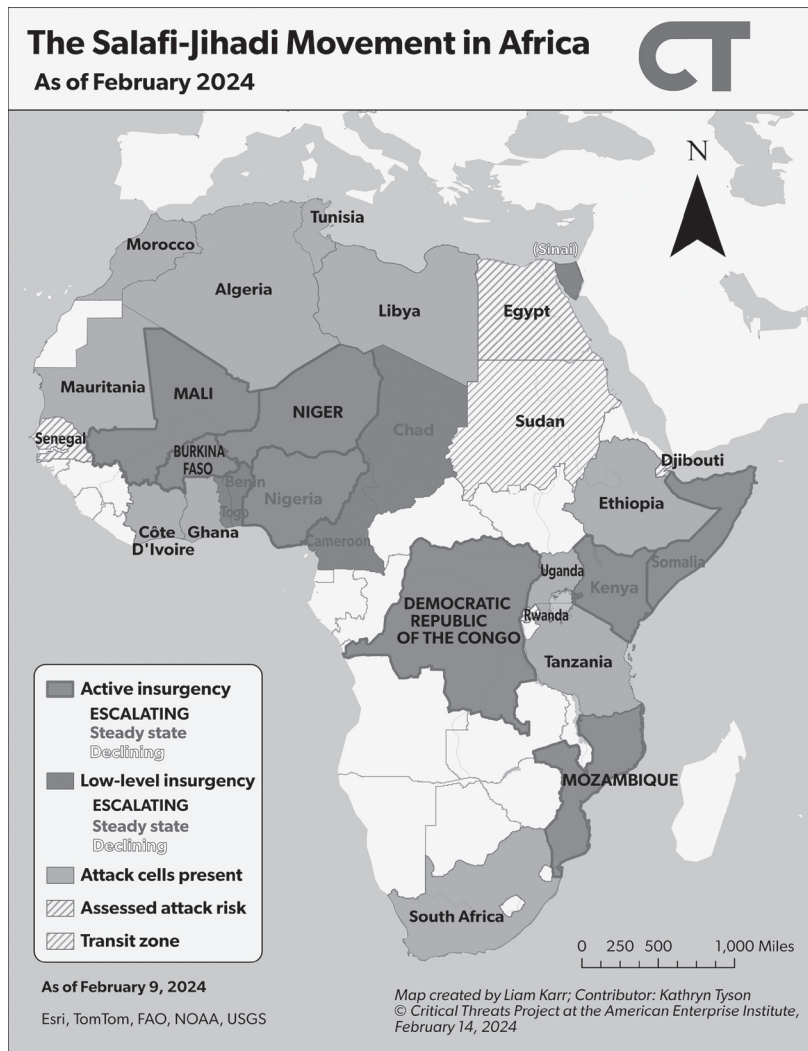 The Salafi-Jihadi Movement in Africa
As of February 2024
CT
N
Tunisia
Morocco
(Sinai)
Algeria
Libya
Egypt
Mauritania
MALI
NIGER
Chad
Sudan
Senegal
BURKINA
FASO
Benin
Nigeria
Togo
Djibouti
Ethiopia
Côte
D'Ivoire
Ghana
Cameroon
Uganda
Kenya
Somalia
DEMOCRATIC
REPUBLIC
OF THE CONGO
Rwanda
Tanzania
MOZAMBIQUE
South Africa
Active insurgency
ESCALATING
Steady state
Declining
Low-level insurgency
ESCALATING
Steady state
Declining
Attack cells present
Assessed attack risk
Transit zone
0 250 500 1,000 Miles
As of February 9, 2024
Esri, TomTom, FAO, NOAA, USGS
Map created by Liam Karr; Contributor: Kathryn Tyson
© Critical Threats Project at the American Enterprise Institute,
February 14, 2024